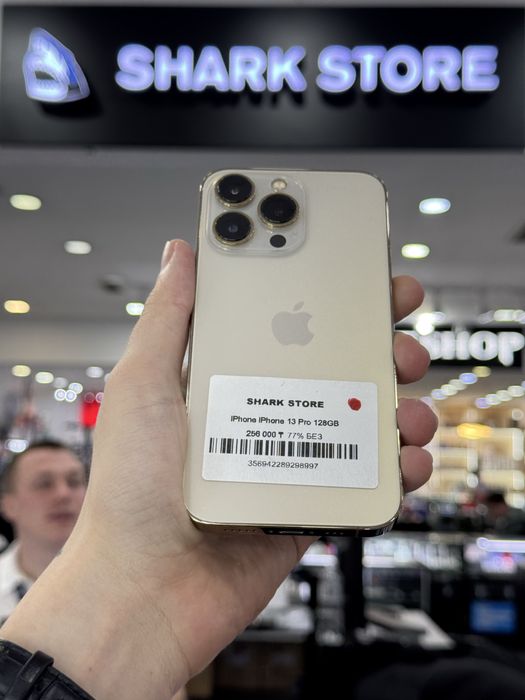 SHARK STORE
SHOP
SHARK STORE
iPhone iPhone 13 Pro 128GB
256 000 ₸ 77% БЕЗ
356942289298997